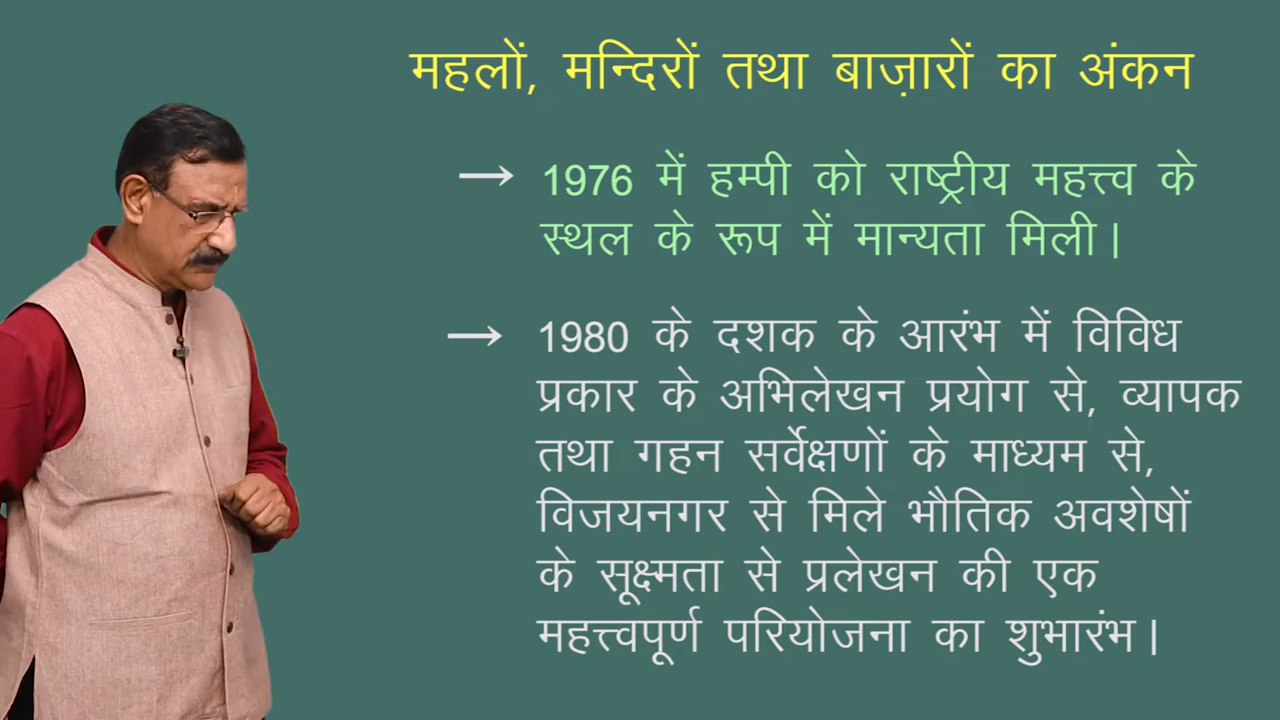 महलों, मन्दिरों तथा बाज़ारों का अंकन
→ 1976 में हम्पी को राष्ट्रीय महत्त्व के
स्थल के रूप में मान्यता मिली।
→ 1980 के दशक के आरंभ में विविध
प्रकार के अभिलेखन प्रयोग से, व्यापक
तथा गहन सर्वेक्षणों के माध्यम से,
विजयनगर से मिले भौतिक अवशेषों
के सूक्ष्मता से प्रलेखन की एक
महत्त्वपूर्ण परियोजना का शुभारंभ।